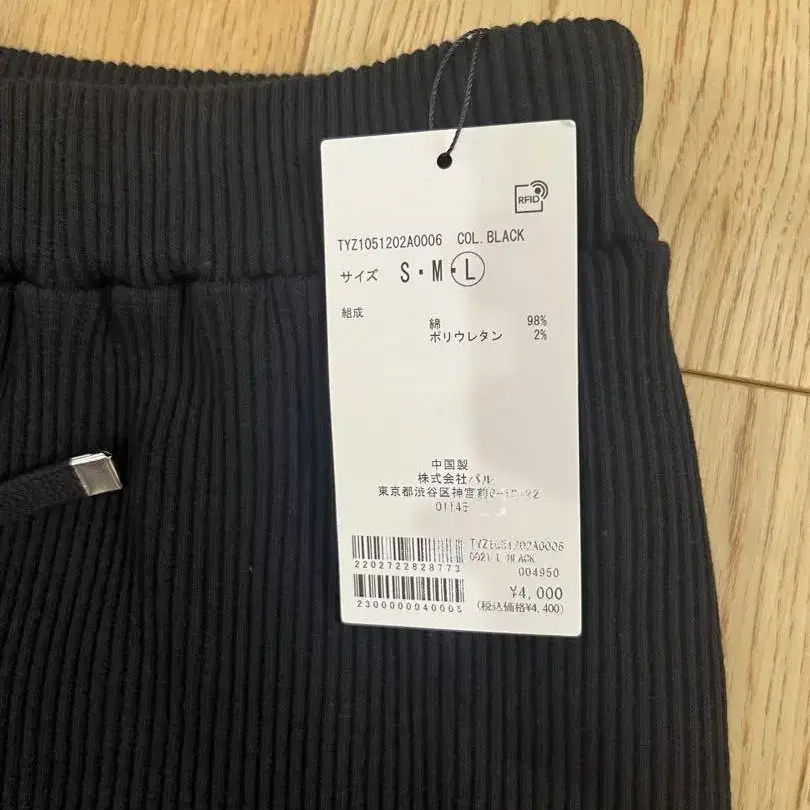 RFID
TYZ1051202A0006 COL.BLACK
サイズ S・M・L
組成
綿 98%
ポリウレタン 2%
中国製
株式会社パル
東京都渋谷区神宮前
01145
TYZ1051202A0006
2202722828773
0021 L BLACK
004950
2300000040005
¥4,000
(税込価格¥4,400)